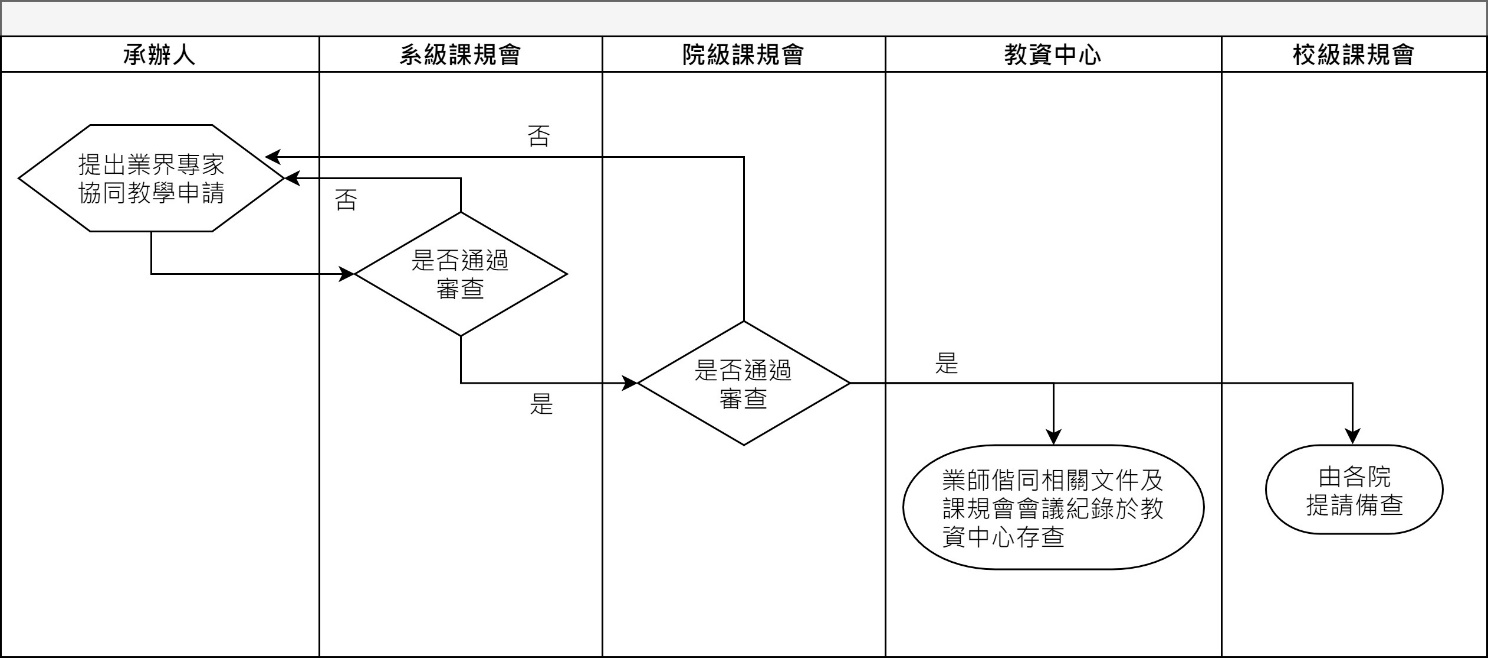 承辦人
系級課規會
院級課規會
教資中心
校級課規會
否
提出業界專家
協同教學申請
否
是否通過
審查
是
是否通過
審查
是
業師偕同相關文件及
課規會會議紀錄於教
資中心存查
由各院
提請備查